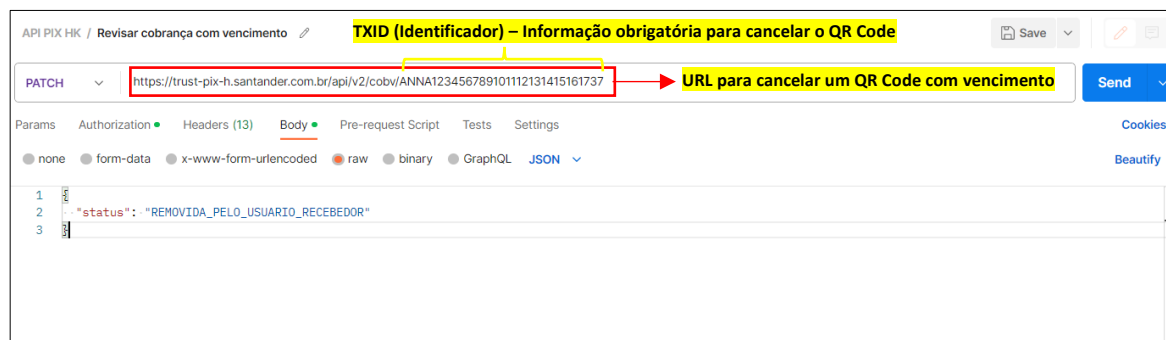 API PIX HK / Revisar cobrança com vencimento
TXID (Identificador) – Informação obrigatória para cancelar o QR Code
Save
PATCH
https://trust-pix-h.santander.com.br/api/v2/cobv/ANNA123456789101112131415161737
URL para cancelar um QR Code com vencimento
Send
Params Authorization Headers (13) Body Pre-request Script Tests Settings Cookies
none form-data x-www-form-urlencoded raw binary GraphQL JSON Beautify
1 {
2 "status": "REMOVIDA_PELO_USUARIO_RECEBEDOR"
3 }